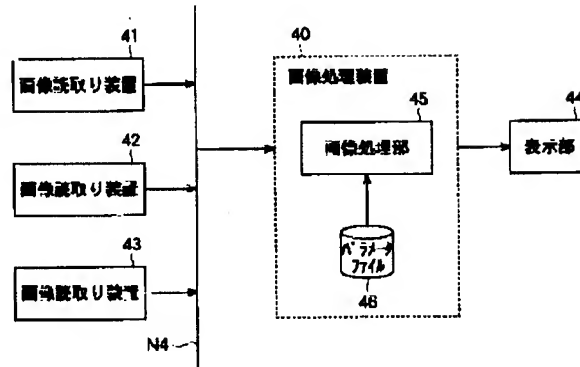 41
画像読取り装置
42
画像読取り装置
43
画像読取り装置
N4
40
画像処理装置
45
画像処理部
パラメータ
ファイル
46
44
表示部